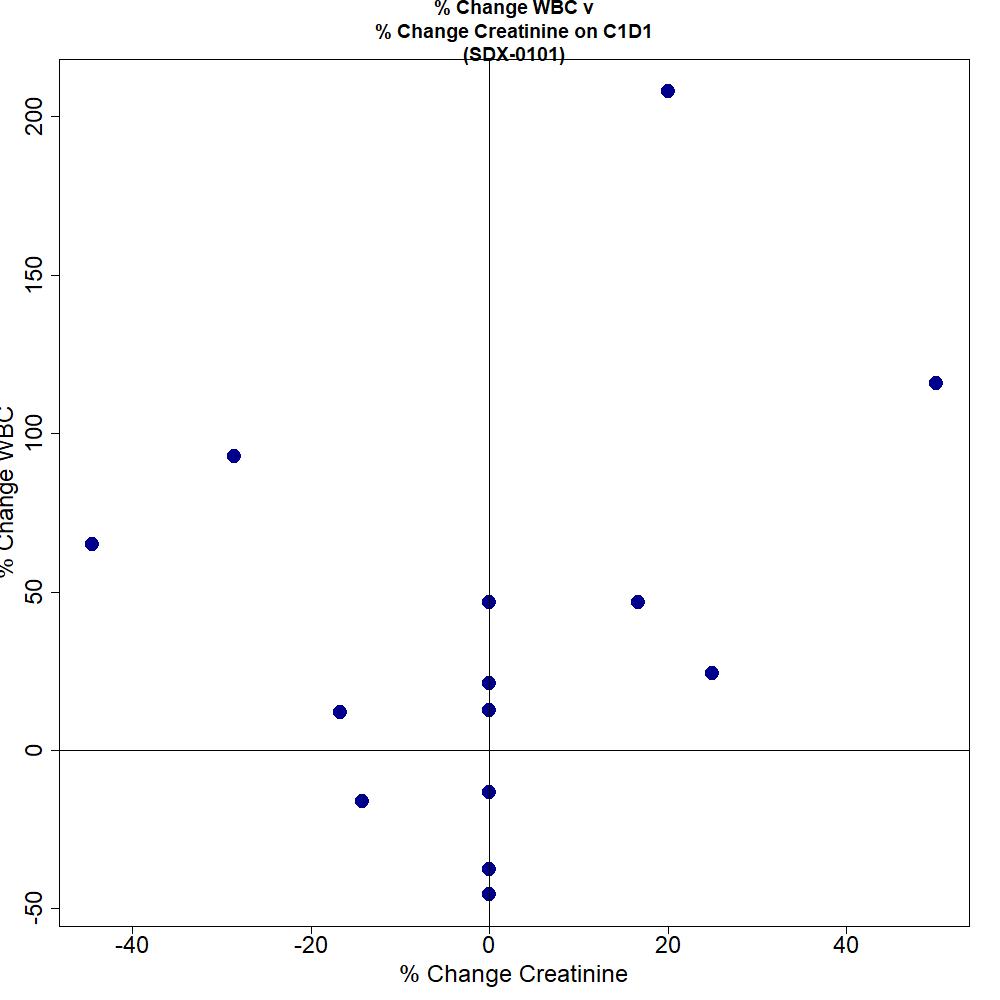 % Change WBC v
% Change Creatinine on C1D1
(SDX-0101)
200
150
100
50
0
-50
% Change WBC
-40 -20 0 20 40
% Change Creatinine